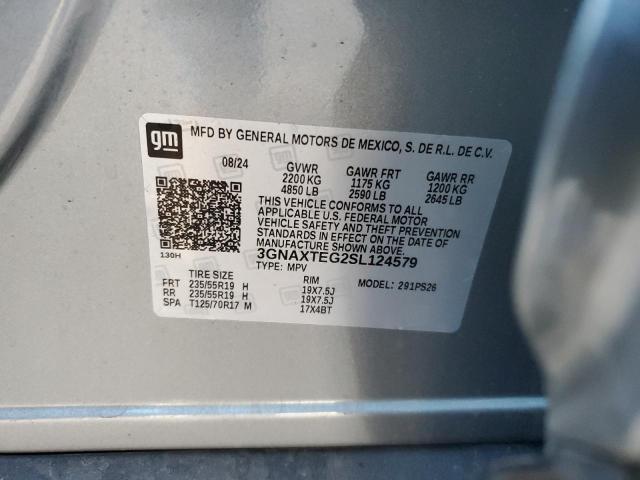 gm MFD BY GENERAL MOTORS DE MEXICO, S. DE R.L. DE C.V.
08/24 GVWR GAWR FRT GAWR RR
2200 KG 1175 KG 1200 KG
4850 LB 2590 LB 2645 LB
THIS VEHICLE CONFORMS TO ALL
APPLICABLE U.S. FEDERAL MOTOR
VEHICLE SAFETY AND THEFT PREVENTION
STANDARDS IN EFFECT ON THE DATE OF
MANUFACTURE SHOWN ABOVE.
130H 3GNAXTEG2SL124579
TYPE: MPV
TIRE SIZE RIM MODEL: 291PS26
FRT 235/55R19 H 19X7.5J
RR 235/55R19 H 19X7.5J
SPA T125/70R17 M 17X4BT